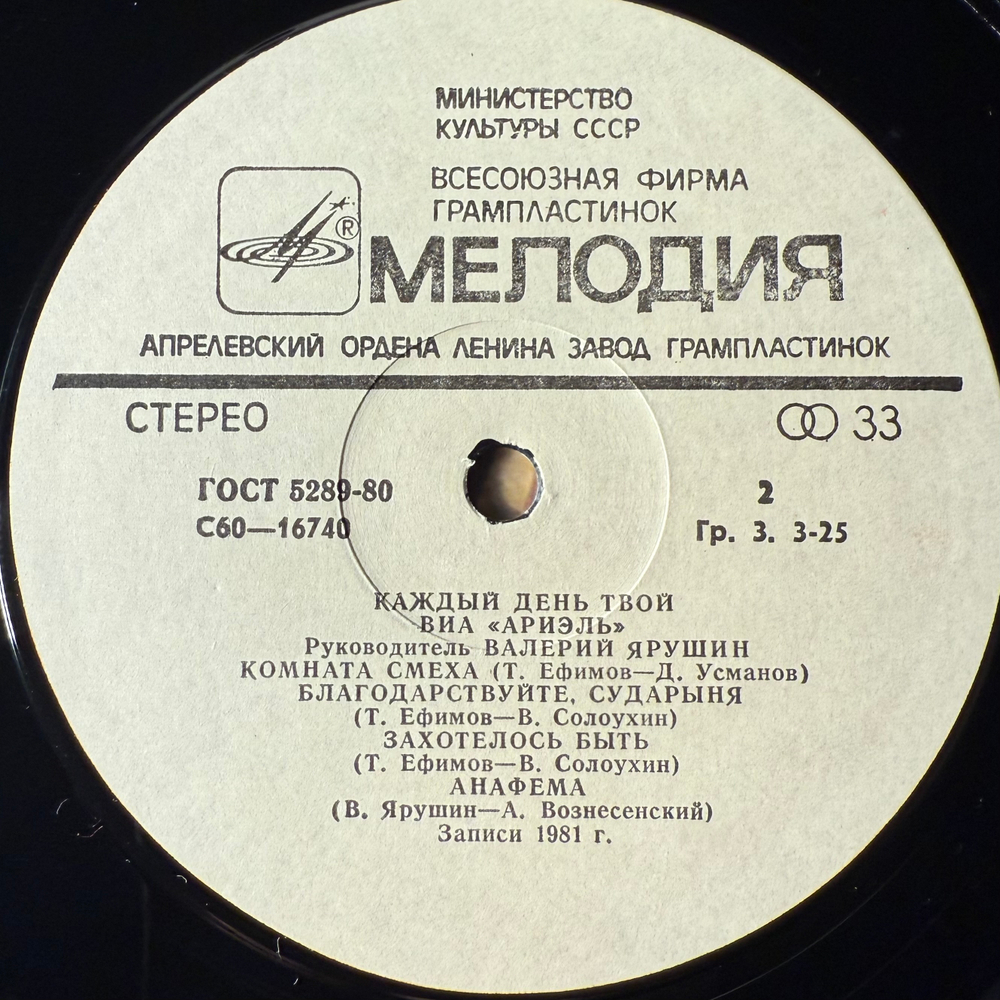 МИНИСТЕРСТВО
КУЛЬТУРЫ СССР
ВСЕСОЮЗНАЯ ФИРМА
ГРАМПЛАСТИНОК
®
МЕЛОДИЯ
АПРЕЛЕВСКИЙ ОРДЕНА ЛЕНИНА ЗАВОД ГРАМПЛАСТИНОК
СТЕРЕО
33
ГОСТ 5289-80
2
С60—16740
Гр. 3. 3-25
КАЖДЫЙ ДЕНЬ ТВОЙ
ВИА «АРИЭЛЬ»
Руководитель ВАЛЕРИЙ ЯРУШИН
КОМНАТА СМЕХА (Т. Ефимов—Д. Усманов)
БЛАГОДАРСТВУЙТЕ, СУДАРЫНЯ
(Т. Ефимов—В. Солоухин)
ЗАХОТЕЛОСЬ БЫТЬ
(Т. Ефимов—В. Солоухин)
АНАФЕМА
(В. Ярушин—А. Вознесенский)
Записи 1981 г.